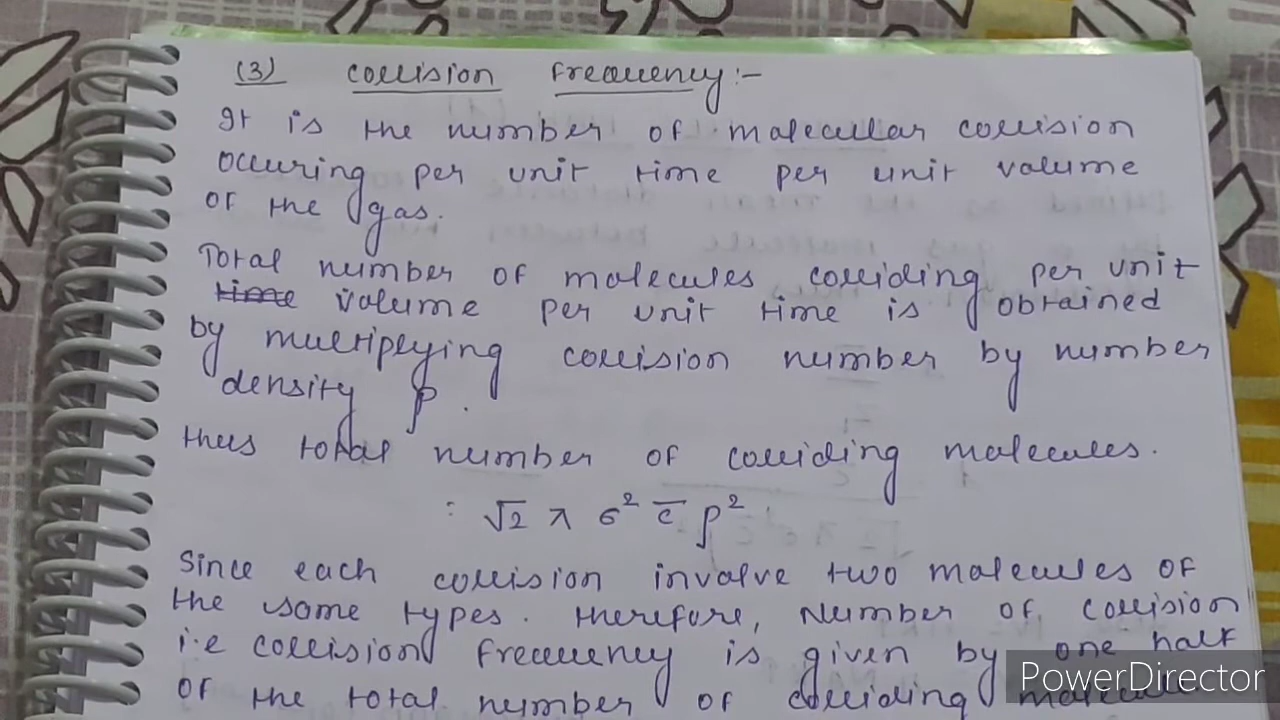 (3) Collision Frequency:-
It is the number of molecular collision
occuring per unit time per unit volume
of the gas.
Total number of molecules colliding per unit
time volume per unit time is obtained
by multiplying collision number by number
density ρ.
thus total number of colliding molecules.
: √2 π σ² c̄ ρ²
Since each collision involve two molecules of
the same types. therefore, Number of collision
i.e collision frequency is given by one half
of the total number of colliding
PowerDirector